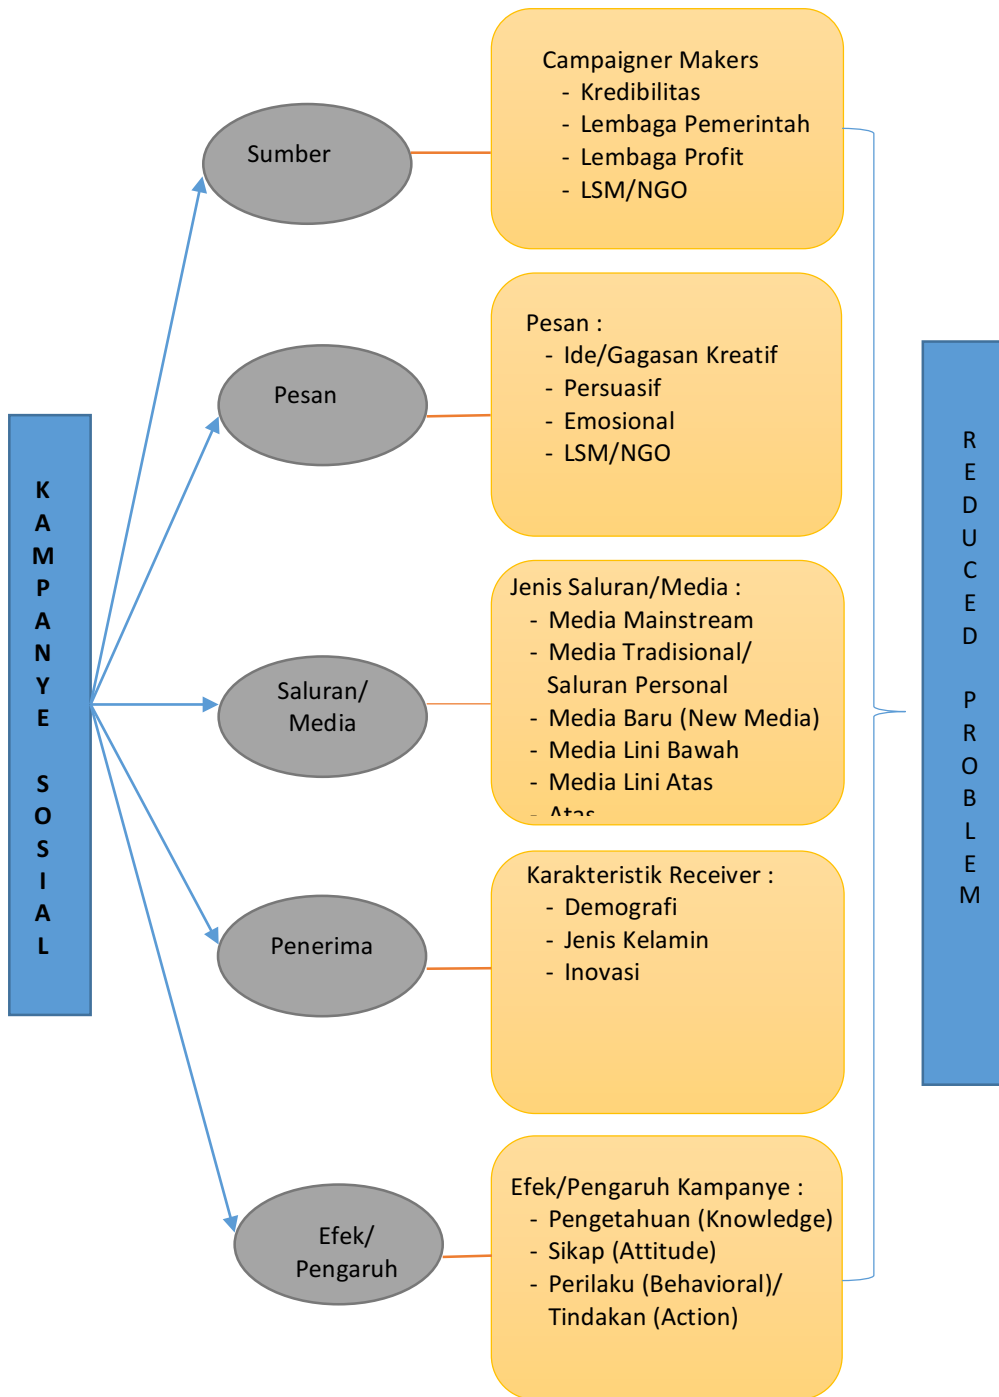 KAMPANYE SOSIAL
Sumber
Campaigner Makers
- Kredibilitas
- Lembaga Pemerintah
- Lembaga Profit
- LSM/NGO
Pesan
Pesan :
- Ide/Gagasan Kreatif
- Persuasif
- Emosional
- LSM/NGO
Saluran/
Media
Jenis Saluran/Media :
- Media Mainstream
- Media Tradisional/
Saluran Personal
- Media Baru (New Media)
- Media Lini Bawah
- Media Lini Atas
- Atas
Penerima
Karakteristik Receiver :
- Demografi
- Jenis Kelamin
- Inovasi
Efek/
Pengaruh
Efek/Pengaruh Kampanye :
- Pengetahuan (Knowledge)
- Sikap (Attitude)
- Perilaku (Behavioral)/
Tindakan (Action)
REDUCED PROBLEM